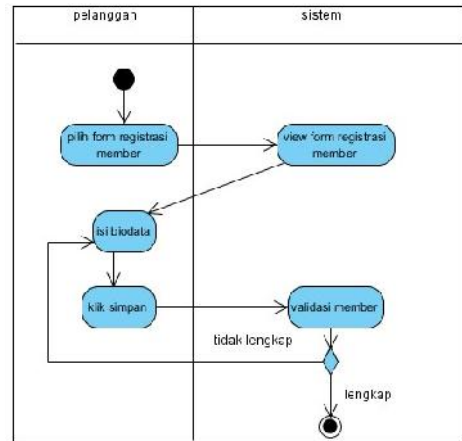 pelanggan
sistem
pilih form registrasi
member
view form registrasi
member
isi biodata
klik simpan
validasi member
tidak lengkap
lengkap